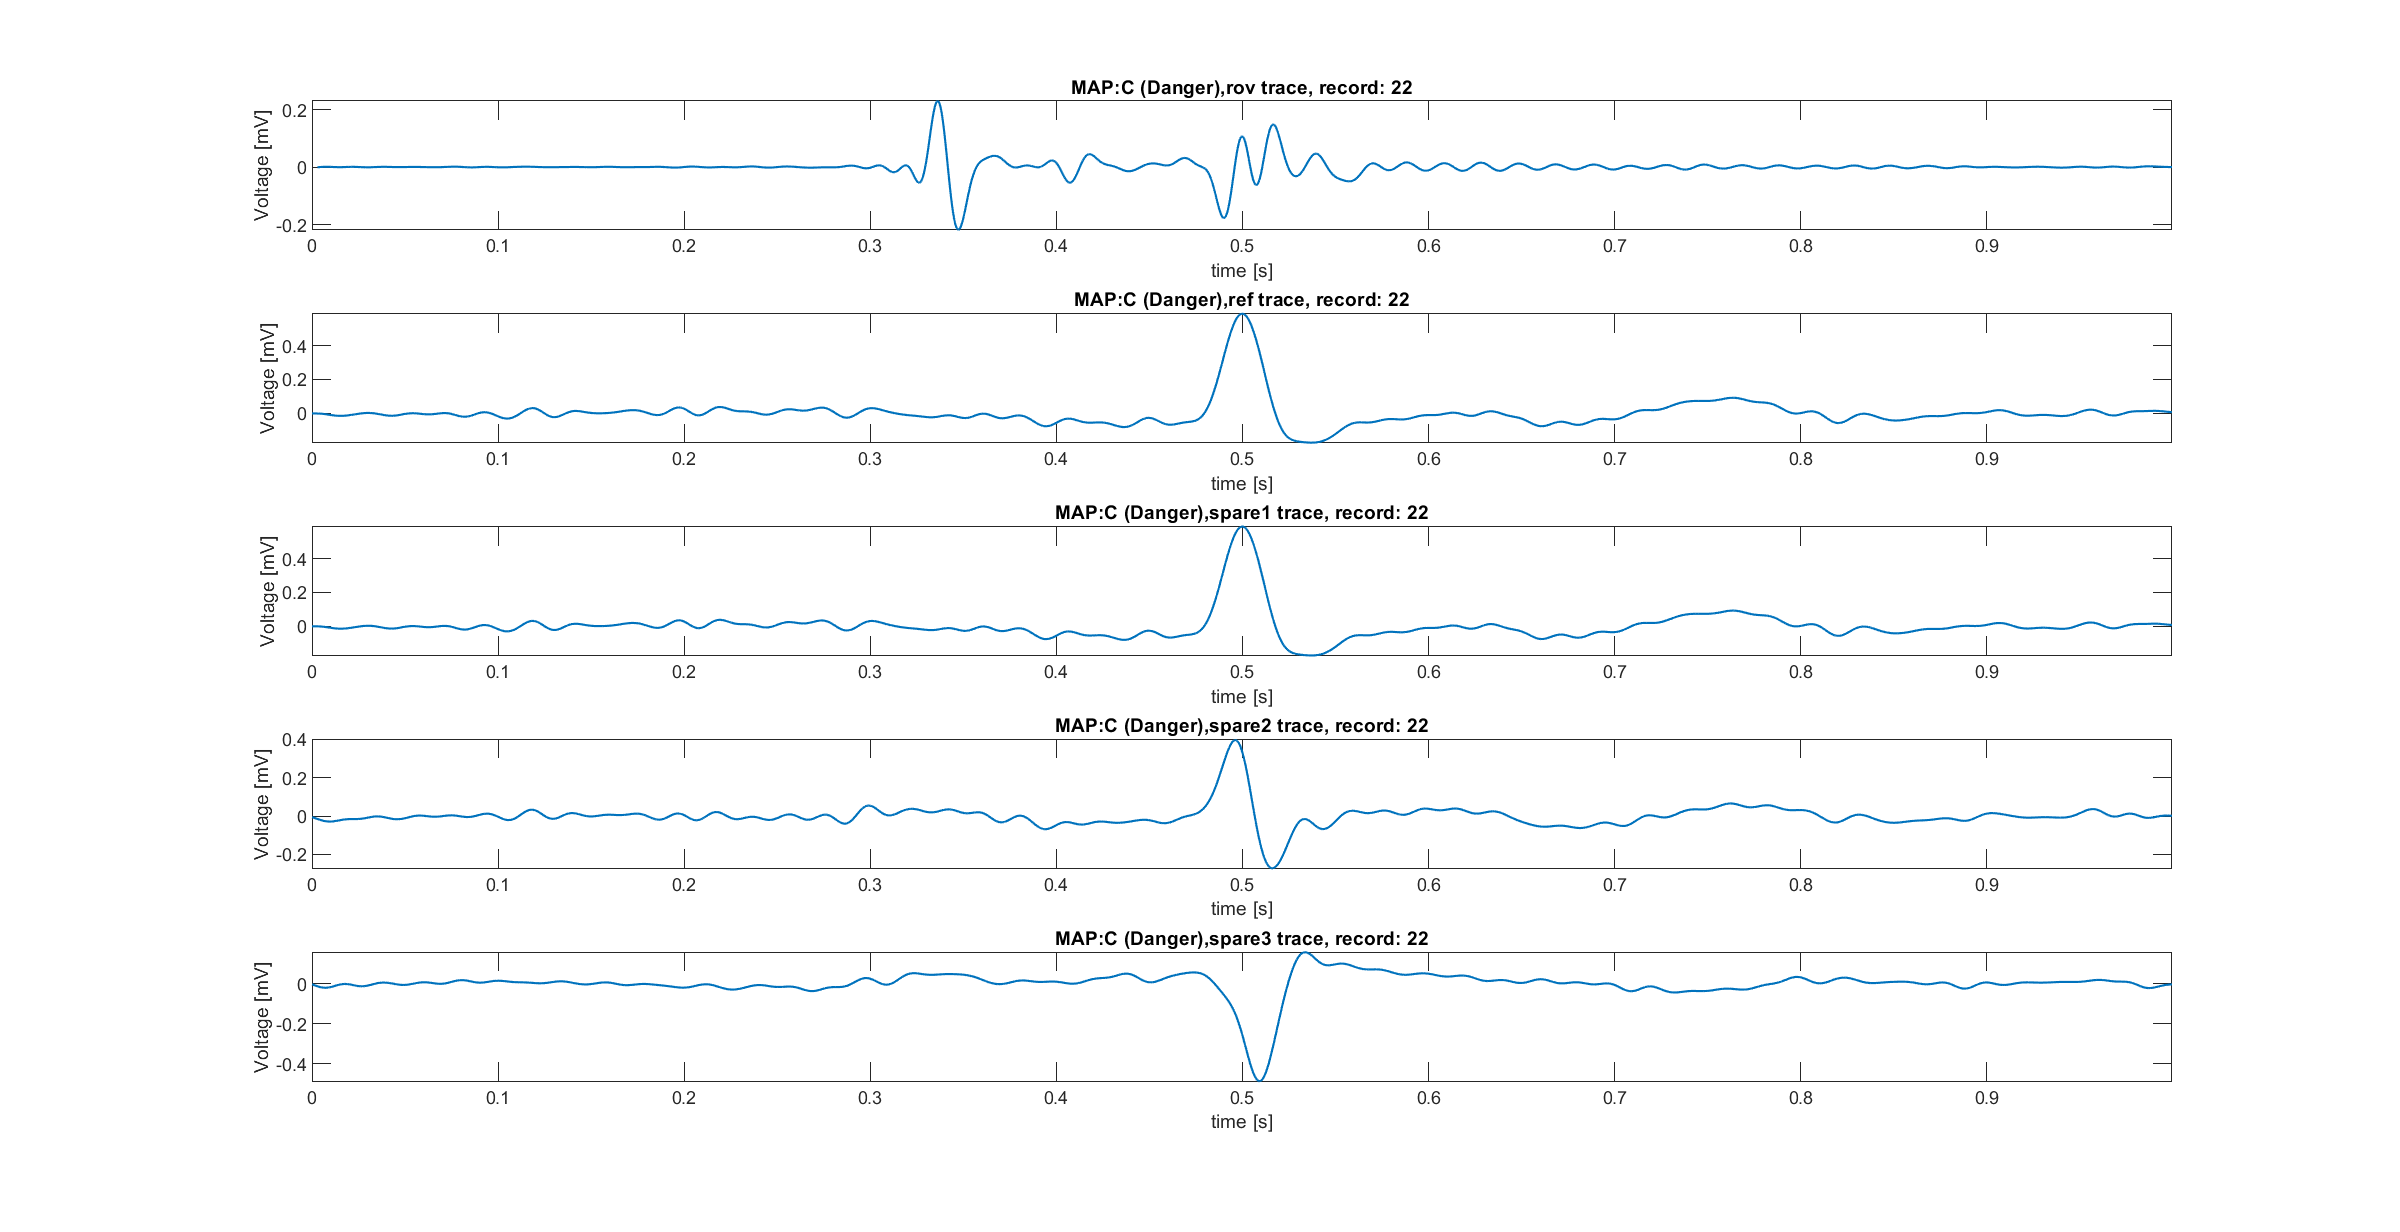 MAP:C (Danger),rov trace, record: 22
Voltage [mV]
0.2
0
-0.2
0 0.1 0.2 0.3 0.4 0.5 0.6 0.7 0.8 0.9
time [s]
MAP:C (Danger),ref trace, record: 22
Voltage [mV]
0.4
0.2
0
0 0.1 0.2 0.3 0.4 0.5 0.6 0.7 0.8 0.9
time [s]
MAP:C (Danger),spare1 trace, record: 22
Voltage [mV]
0.4
0.2
0
0 0.1 0.2 0.3 0.4 0.5 0.6 0.7 0.8 0.9
time [s]
MAP:C (Danger),spare2 trace, record: 22
Voltage [mV]
0.4
0.2
0
-0.2
0 0.1 0.2 0.3 0.4 0.5 0.6 0.7 0.8 0.9
time [s]
MAP:C (Danger),spare3 trace, record: 22
Voltage [mV]
0
-0.2
-0.4
0 0.1 0.2 0.3 0.4 0.5 0.6 0.7 0.8 0.9
time [s]